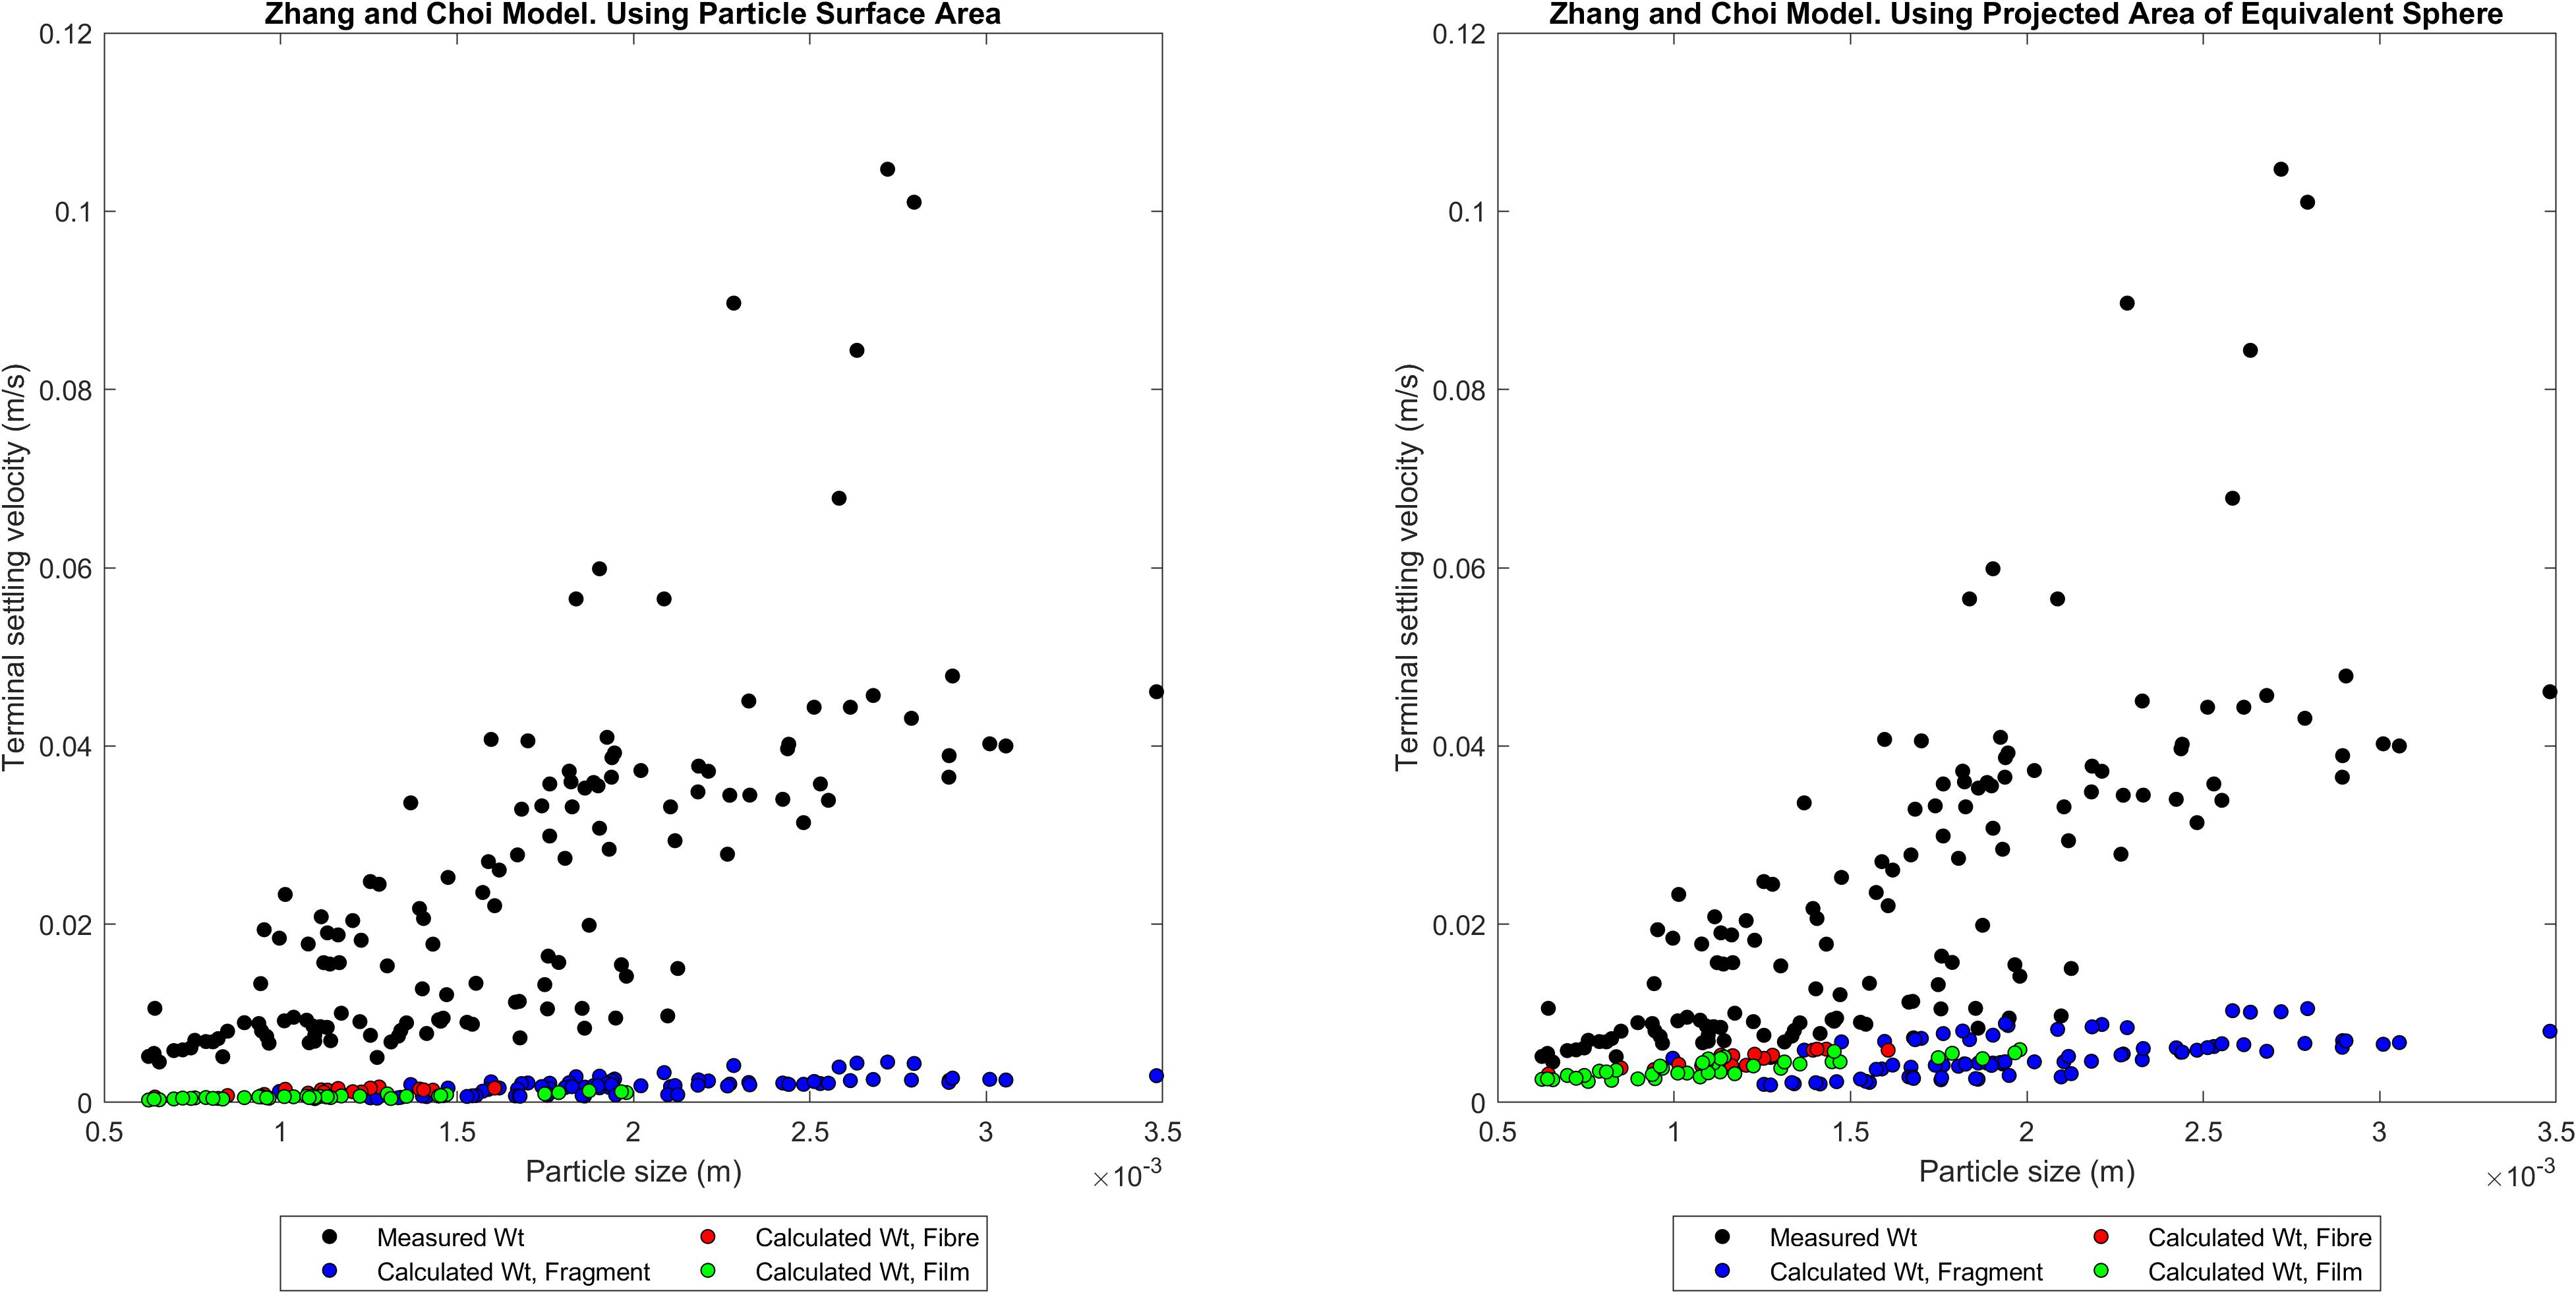 Zhang and Choi Model. Using Particle Surface Area
0.12
0.1
0.08
0.06
0.04
0.02
0
Terminal settling velocity (m/s)
0.5 1 1.5 2 2.5 3 3.5
Particle size (m)
×10-3
Measured Wt
Calculated Wt, Fibre
Calculated Wt, Fragment
Calculated Wt, Film
Zhang and Choi Model. Using Projected Area of Equivalent Sphere
0.12
0.1
0.08
0.06
0.04
0.02
0
Terminal settling velocity (m/s)
0.5 1 1.5 2 2.5 3 3.5
Particle size (m)
×10-3
Measured Wt
Calculated Wt, Fibre
Calculated Wt, Fragment
Calculated Wt, Film